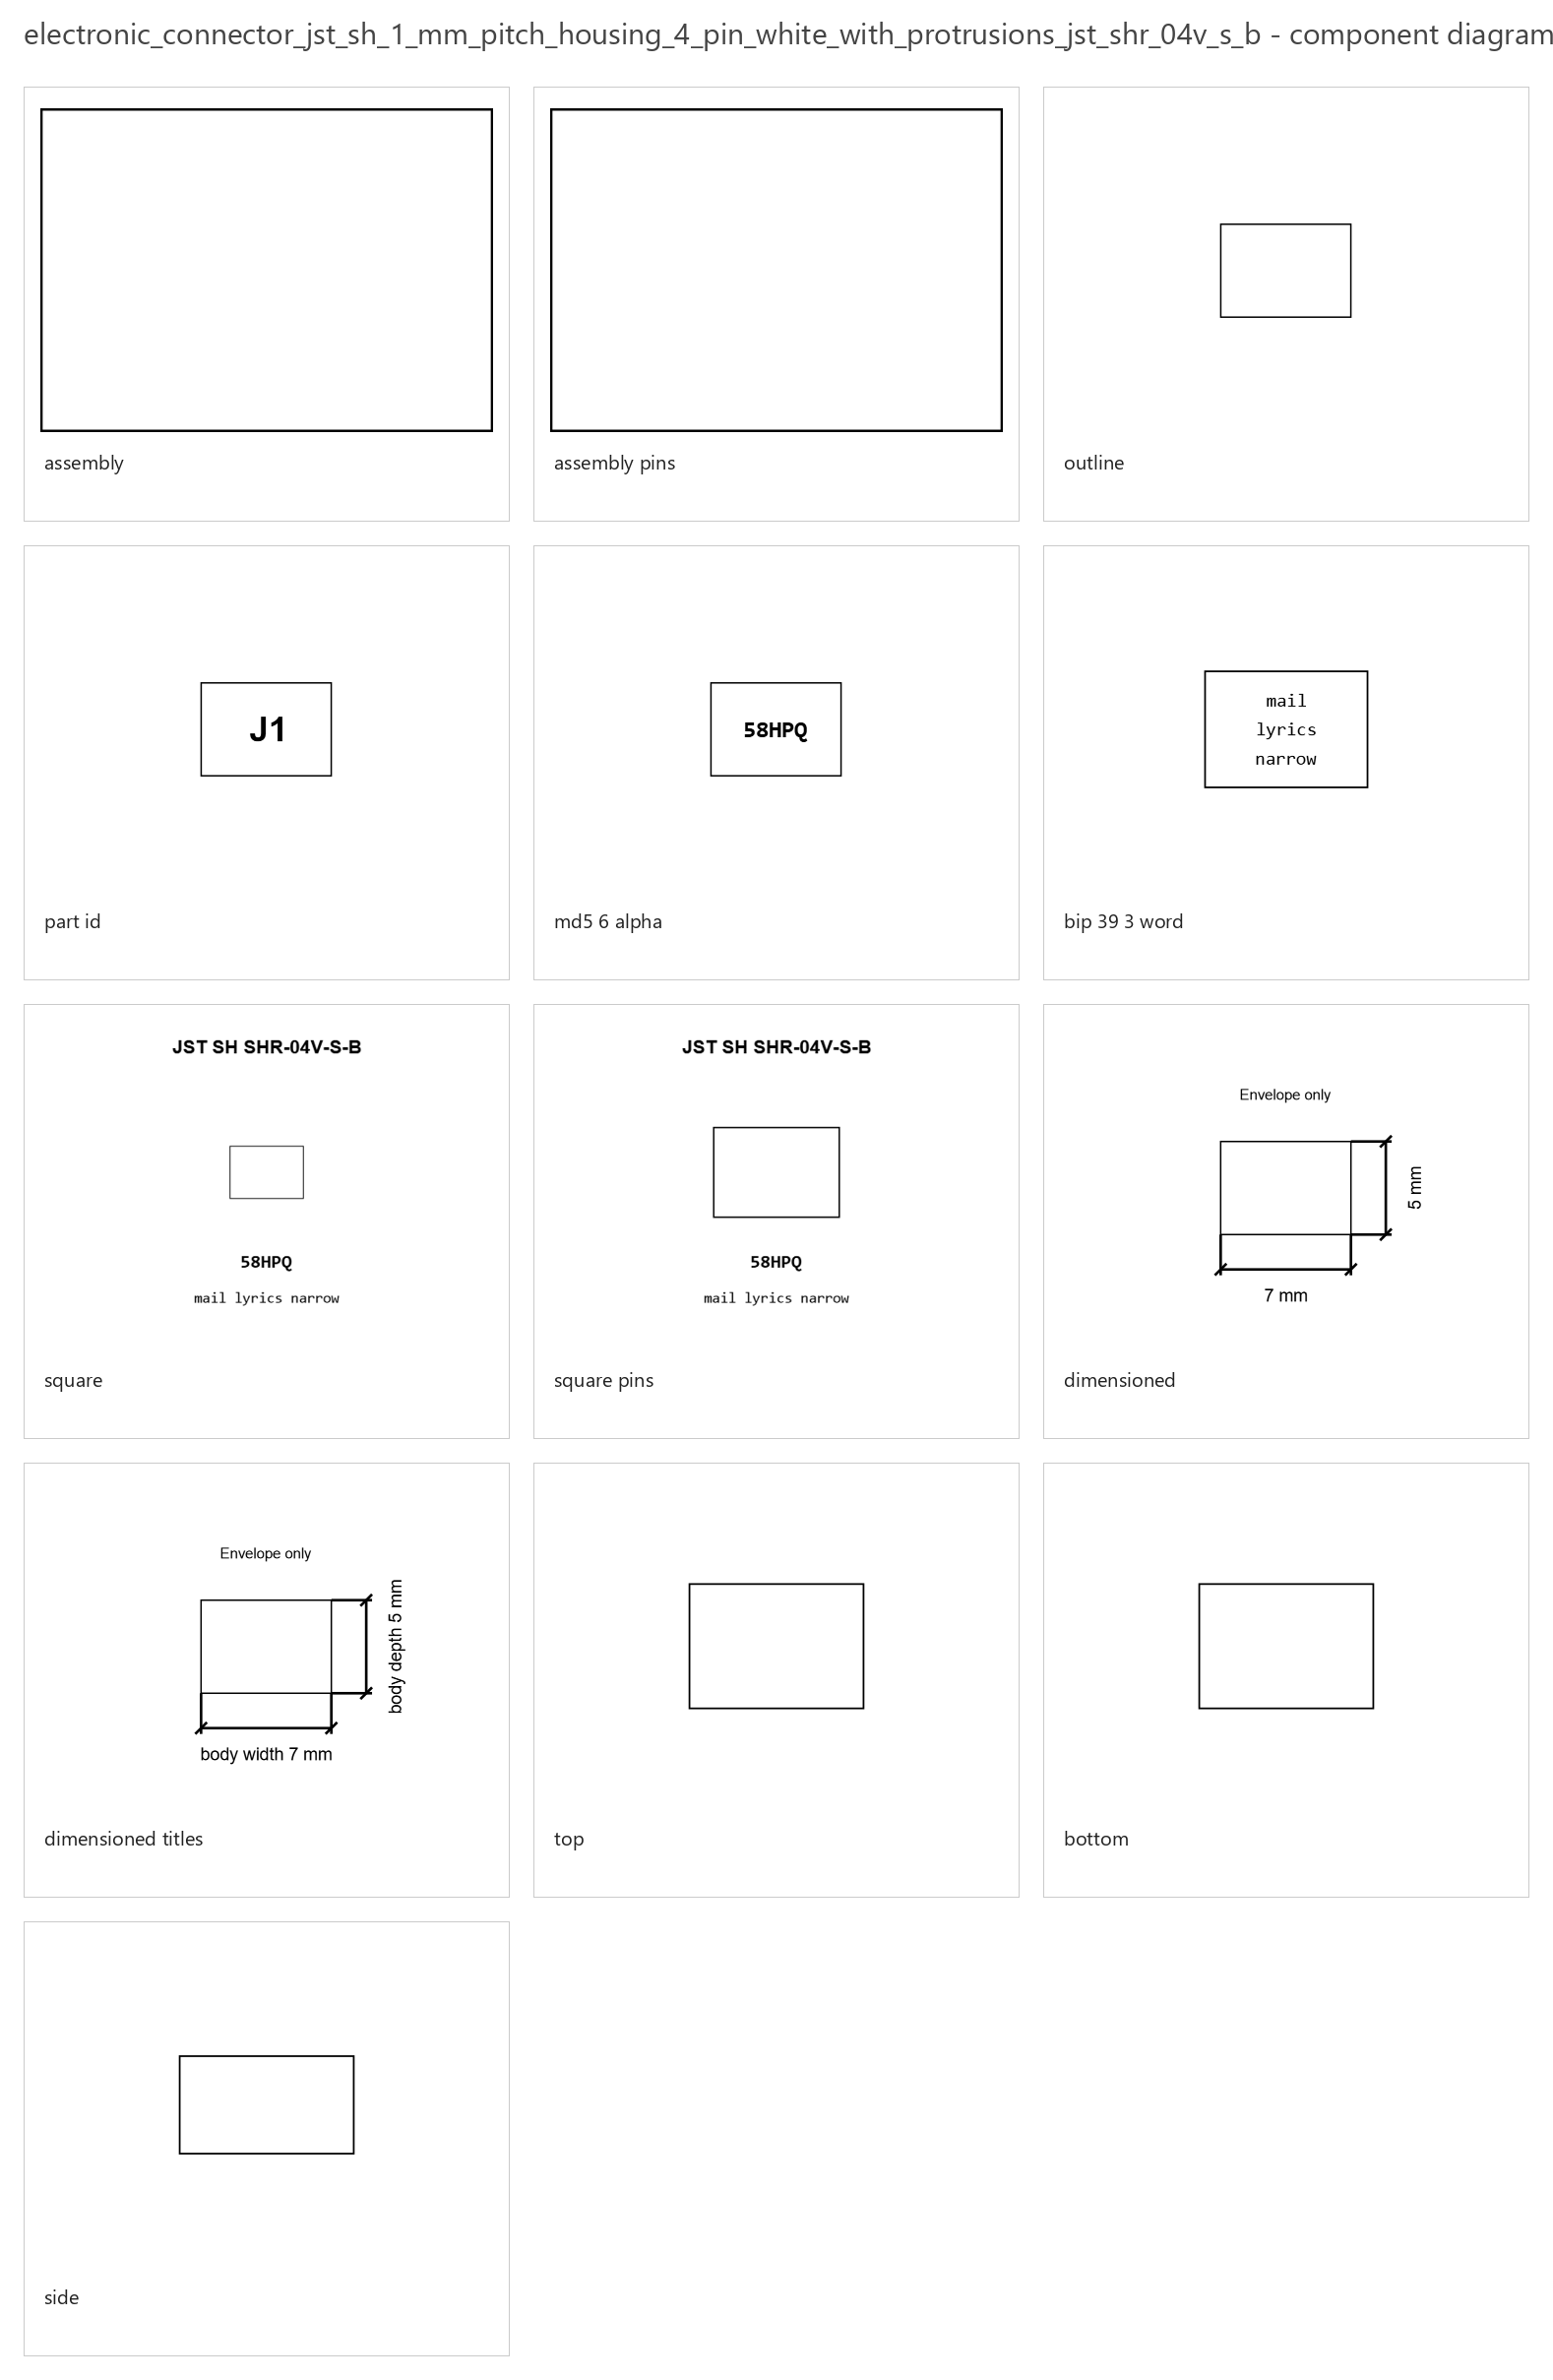 electronic_connector_jst_sh_1_mm_pitch_housing_4_pin_white_with_protrusions_jst_shr_04v_s_b - component diagram
assembly
assembly pins
outline
J1
part id
58HPQ
md5 6 alpha
mail
lyrics
narrow
bip 39 3 word
JST SH SHR-04V-S-B
58HPQ
mail lyrics narrow
square
JST SH SHR-04V-S-B
58HPQ
mail lyrics narrow
square pins
Envelope only
5 mm
7 mm
dimensioned
Envelope only
body depth 5 mm
body width 7 mm
dimensioned titles
top
bottom
side